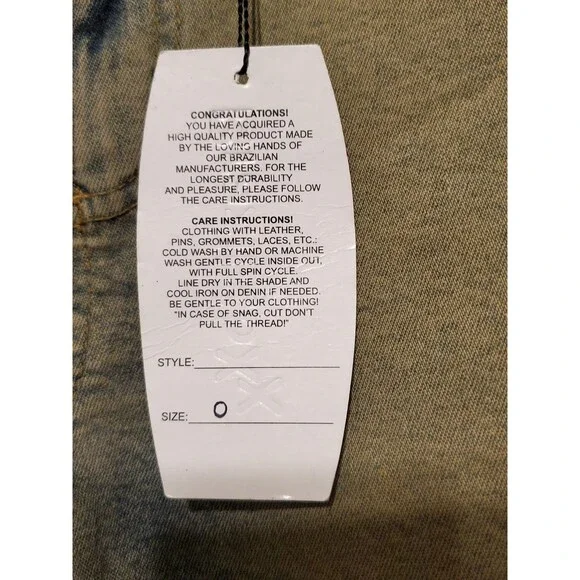 CONGRATULATIONS!
YOU HAVE ACQUIRED A
HIGH QUALITY PRODUCT MADE
BY THE LOVING HANDS OF
OUR BRAZILIAN
MANUFACTURERS. FOR THE
LONGEST DURABILITY
AND PLEASURE, PLEASE FOLLOW
THE CARE INSTRUCTIONS.
CARE INSTRUCTIONS!
CLOTHING WITH LEATHER,
PINS, GROMMETS, LACES, ETC.:
COLD WASH BY HAND OR MACHINE
WASH GENTLE CYCLE INSIDE OUT,
WITH FULL SPIN CYCLE.
LINE DRY IN THE SHADE AND
COOL IRON ON DENIN IF NEEDED.
BE GENTLE TO YOUR CLOTHING!
"IN CASE OF SNAG, CUT DON'T
PULL THE THREAD!"
STYLE:
SIZE: 0